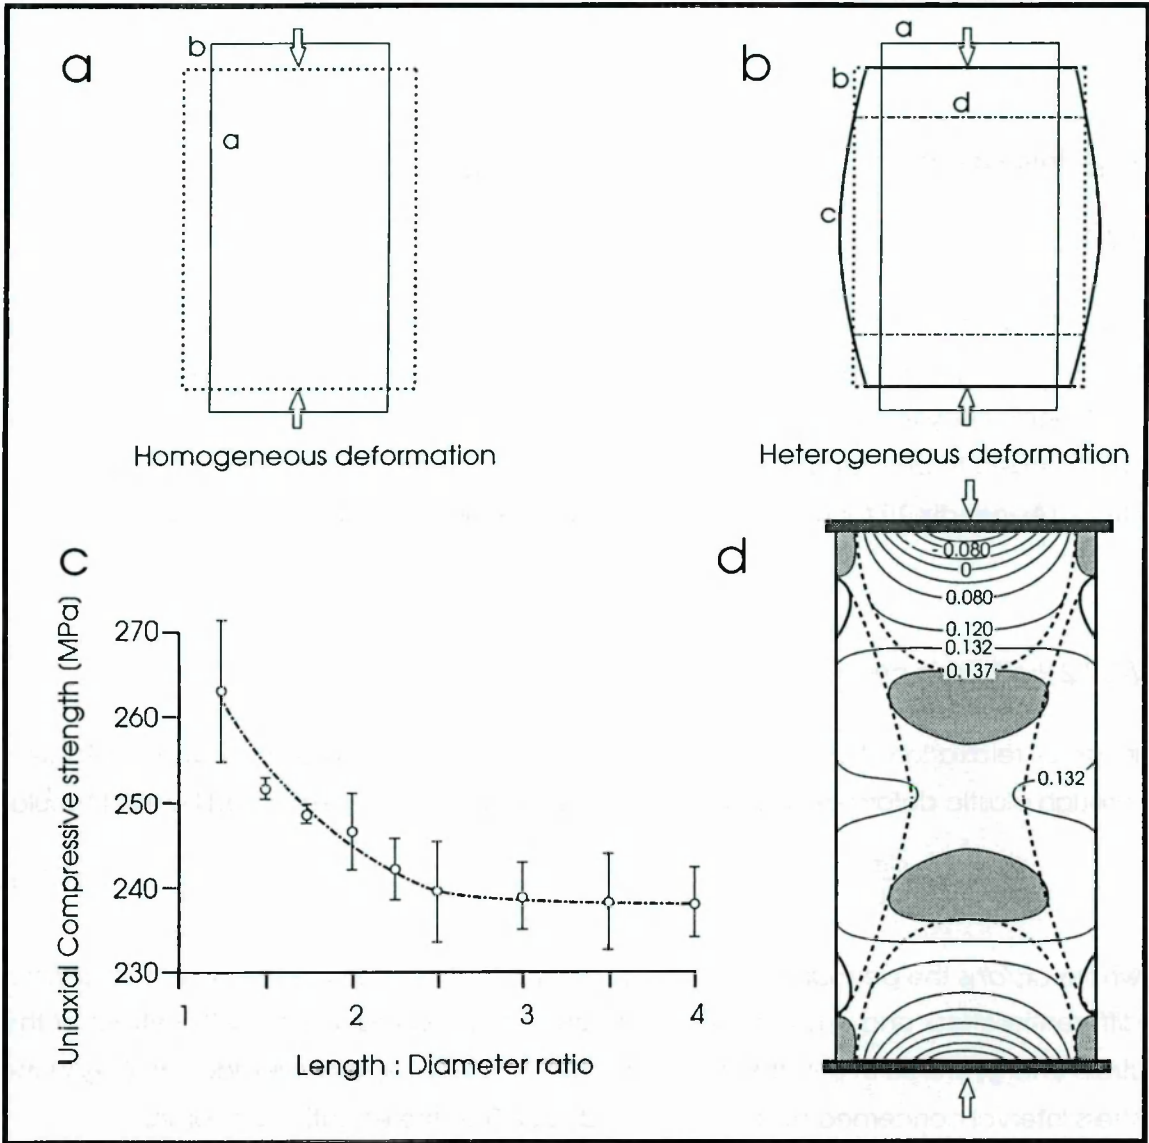 a
b
a
Homogeneous deformation
b
a
b
d
c
Heterogeneous deformation
c
Uniaxial Compressive strength (MPa)
270
260
250
240
230
1
2
3
4
Length : Diameter ratio
d
- 0.080
0
0.080
0.120
0.132
0.137
0.132